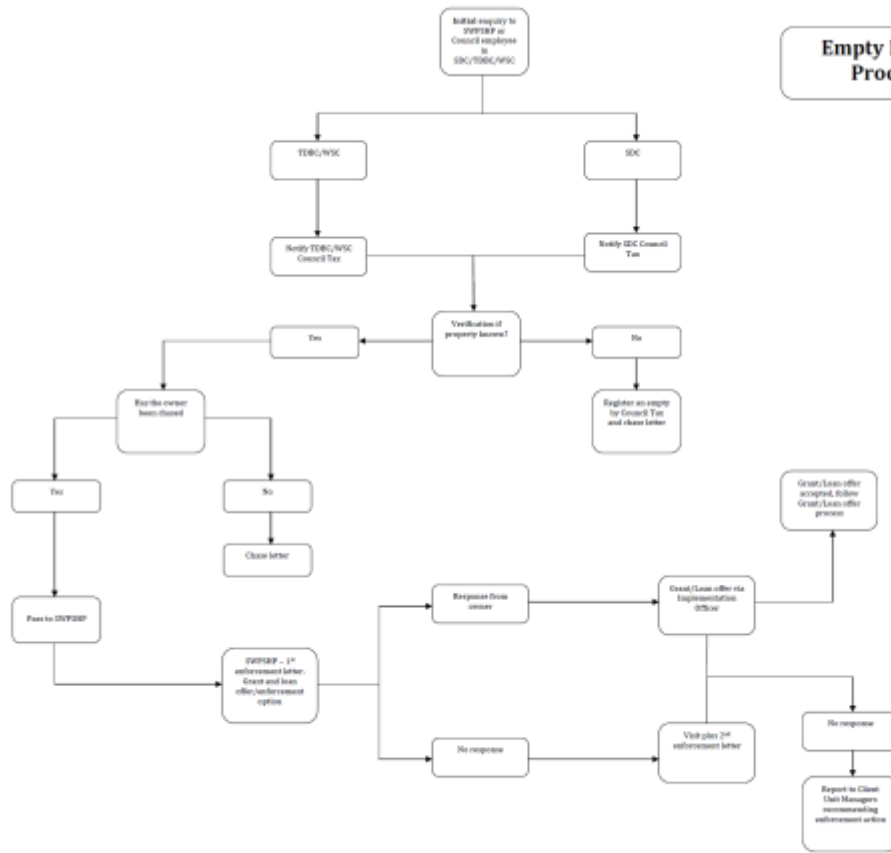 Initial enquiry to
SWPSHP or
Council employee
in
SDC/TDBC/WSC
Empty
Proc
TDBC/WSC
SDC
Notify TDBC/WSC
Council Tax
Notify SDC Council
Tax
Verification if
property known?
Yes
No
Has the owner
been chased
Register an empty
by Council Tax
and chase letter
Yes
No
Chase letter
Grant/Loan offer
accepted, follow
Grant/Loan offer
process
Pass to SWPSHP
Response from
owner
Grant/Loan offer via
Implementation
Officer
SWPSHP – 1st
enforcement letter.
Grant and loan
offer/enforcement
option
No response
Visit plus 2nd
enforcement letter
No response
Report to Client
Unit Managers
recommending
enforcement action